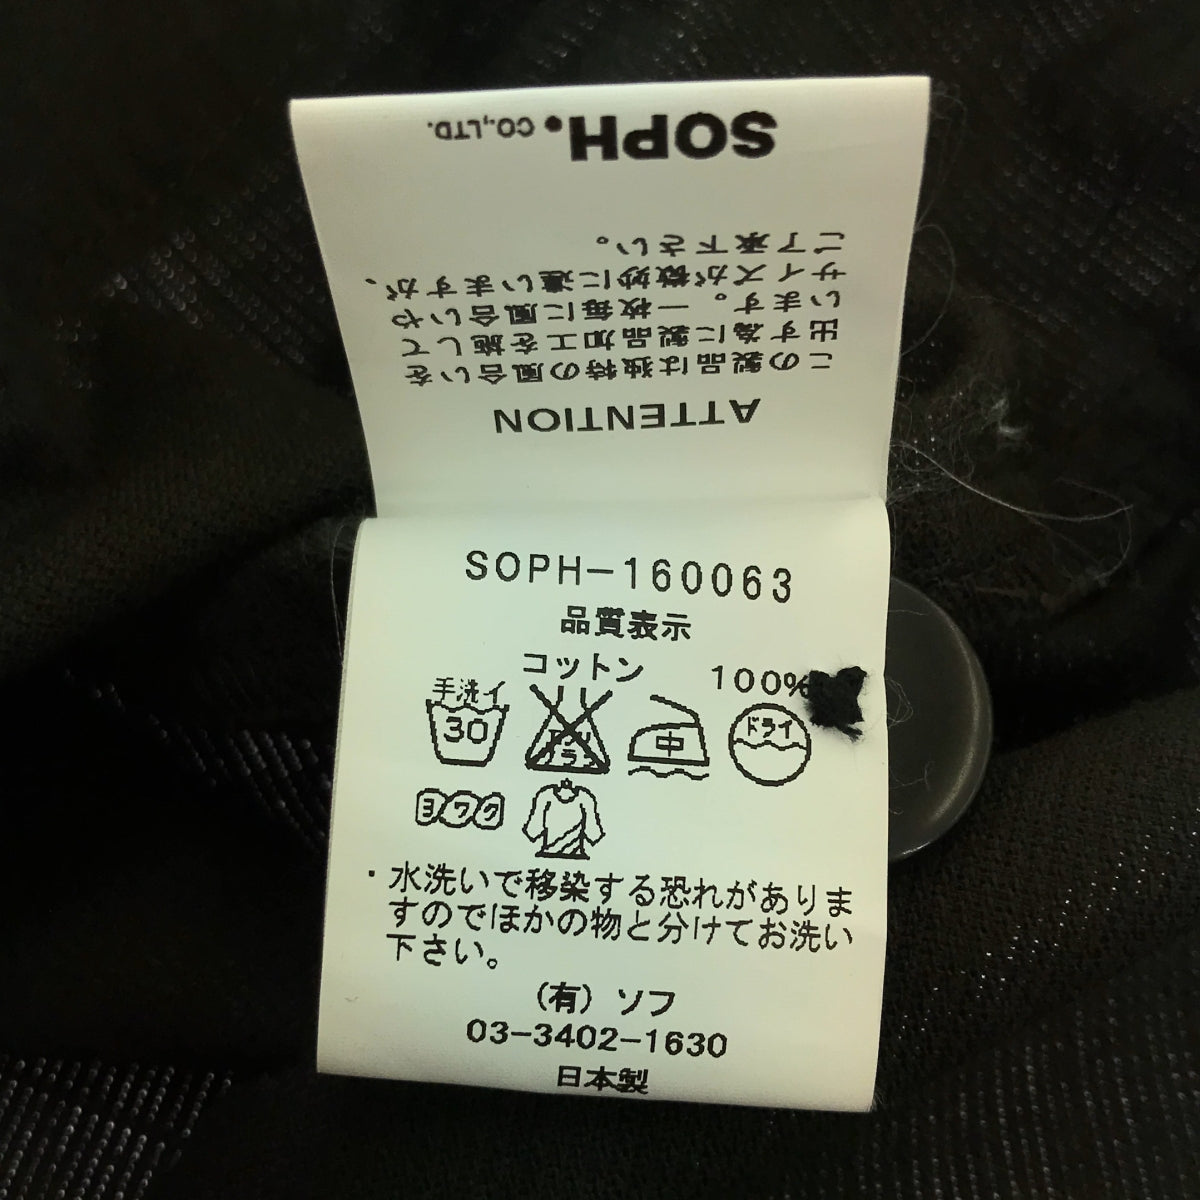 SOPH. CO.,LTD.
ATTENTION
この製品は独特の風合いを
出す為に製品加工を施して
います。一枚毎に風合いや
サイズが微妙に違いますが、
ご了承下さい。
SOPH-160063
品質表示
コットン 100%
手洗イ
30
エンソ
サラシ
中
ドライ
ヨワク
・水洗いで移染する恐れがありま
すのでほかの物と分けてお洗い
下さい。
(有) ソフ
03-3402-1630
日本製